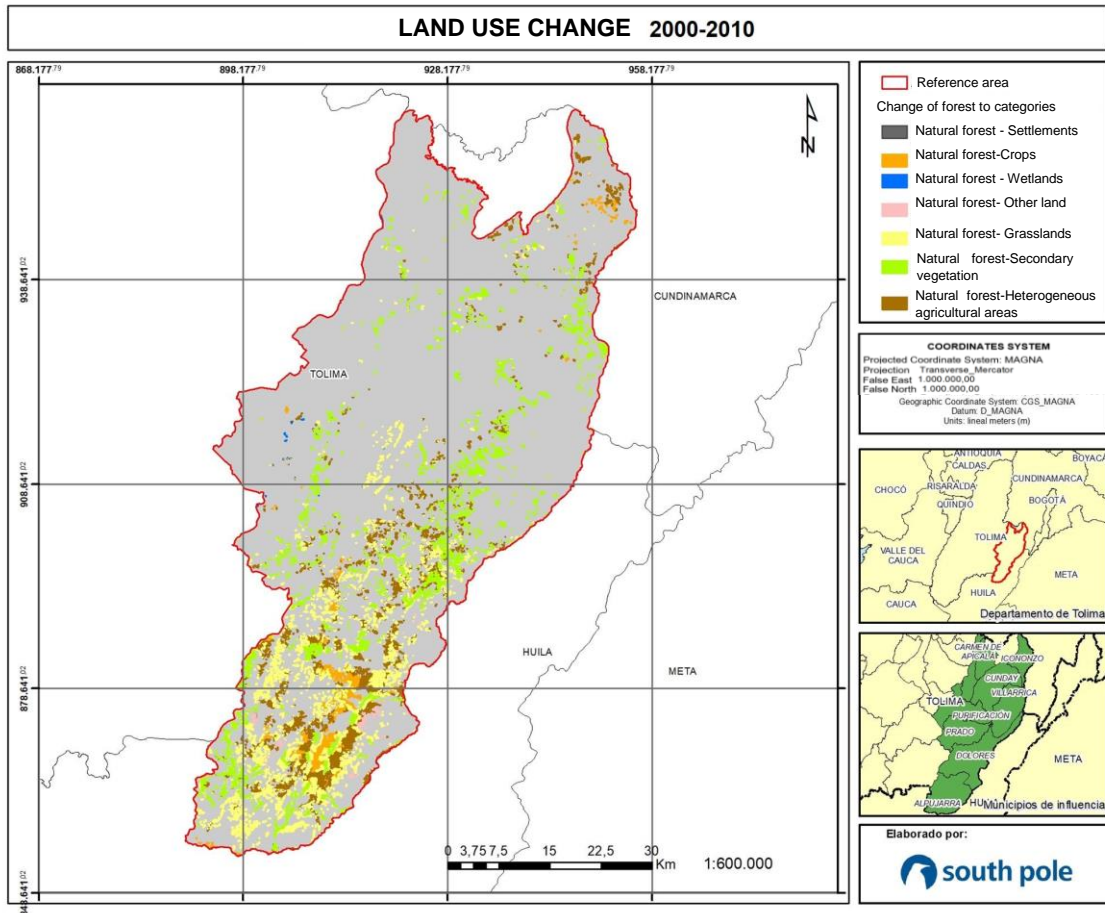 LAND USE CHANGE 2000-2010
868.177,79
898.177,79
928.177,79
958.177,79
938.641,02
908.641,02
878.641,02
848.641,02
N
TOLIMA
CUNDINAMARCA
HUILA
META
0 3,75 7,5 15 22,5 30
Km
1:600.000
Reference area
Change of forest to categories
Natural forest - Settlements
Natural forest-Crops
Natural forest - Wetlands
Natural forest- Other land
Natural forest- Grasslands
Natural forest-Secondary
vegetation
Natural forest-Heterogeneous
agricultural areas
COORDINATES SYSTEM
Projected Coordinate System: MAGNA
Projection Transverse_Mercator
False East 1.000.000,00
False North 1.000.000,00
Geographic Coordinate System: CGS_MAGNA
Datum: D_MAGNA
Units: lineal meters (m)
ANTIOQUIA
BOYACÁ
CALDAS
CHOCÓ
RISARALDA
CUNDINAMARCA
QUINDIO
BOGOTÁ
TOLIMA
VALLE DEL
CAUCA
META
HUILA
CAUCA
Departamento de Tolima
CARMEN DE
APICALÁ
ICONONZO
CUNDAY
VILLARRICA
TOLIMA
PURIFICACIÓN
PRADO
DOLORES
META
ALPUJARRA
Municipios de influencia
Elaborado por:
south pole